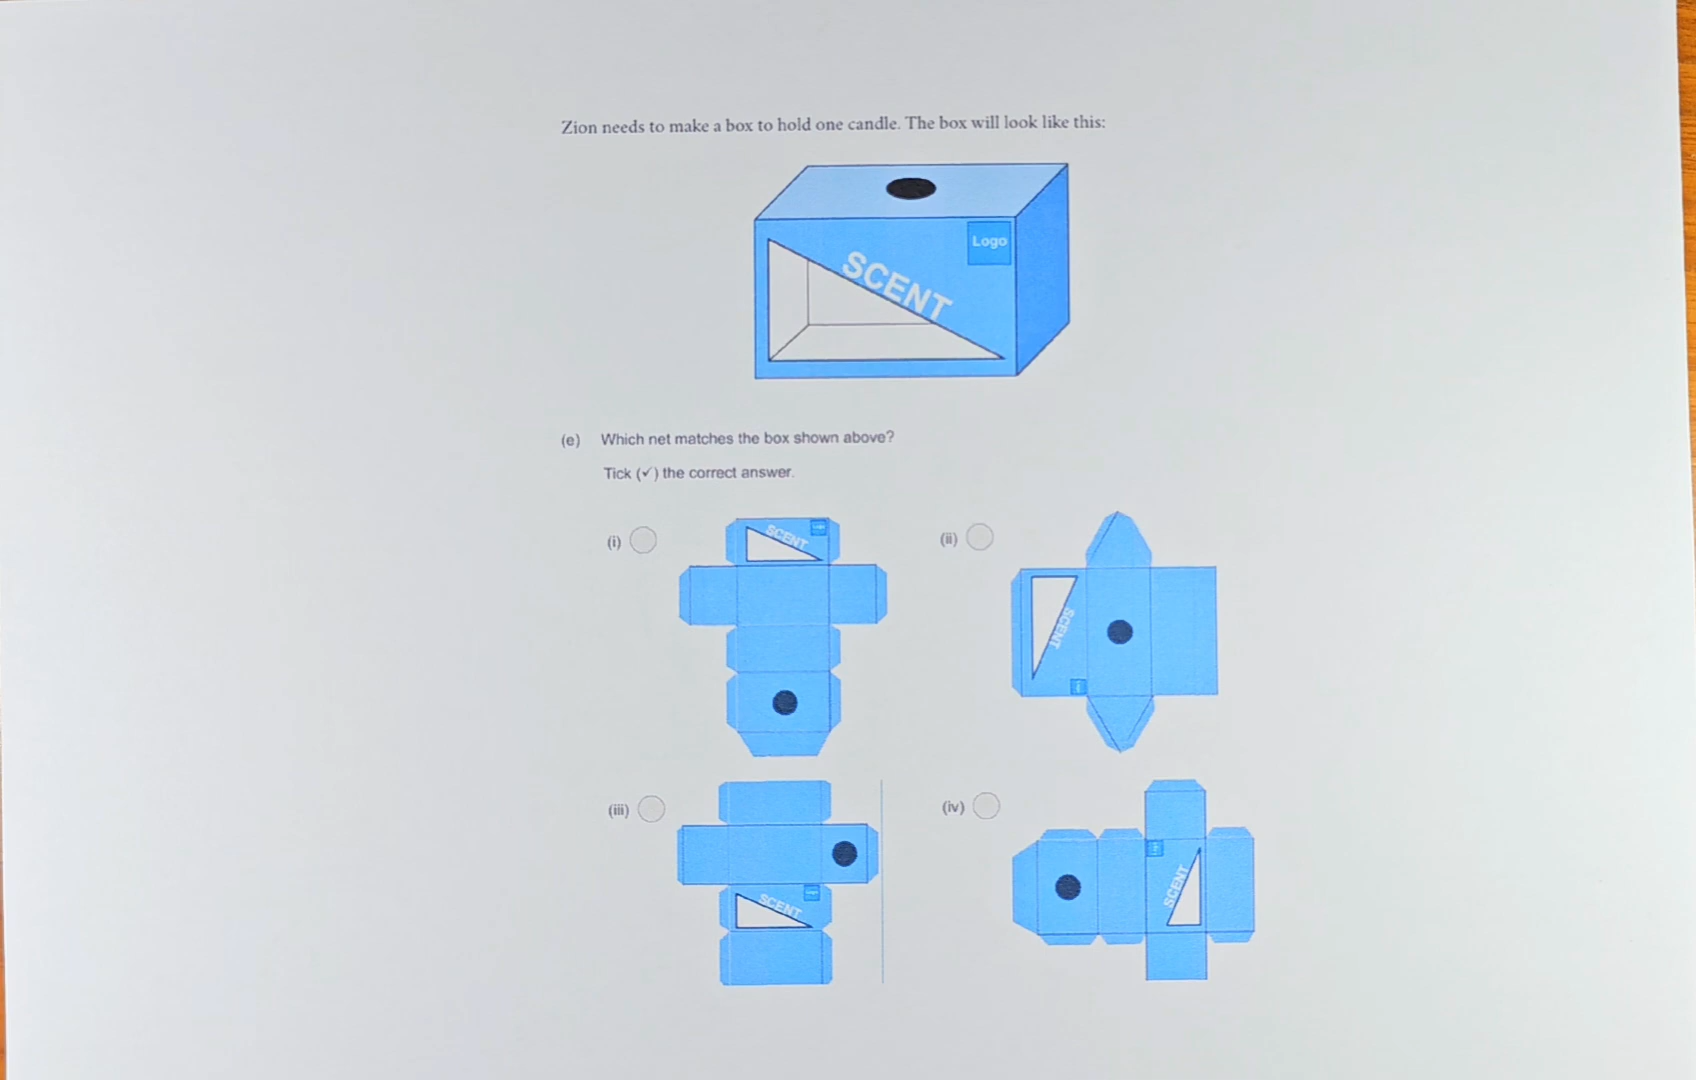 Zion needs to make a box to hold one candle. The box will look like this:
Logo
SCENT
(e) Which net matches the box shown above?
Tick (✓) the correct answer.
(i)
SCENT
(ii)
SCENT
(iii)
SCENT
(iv)
SCENT